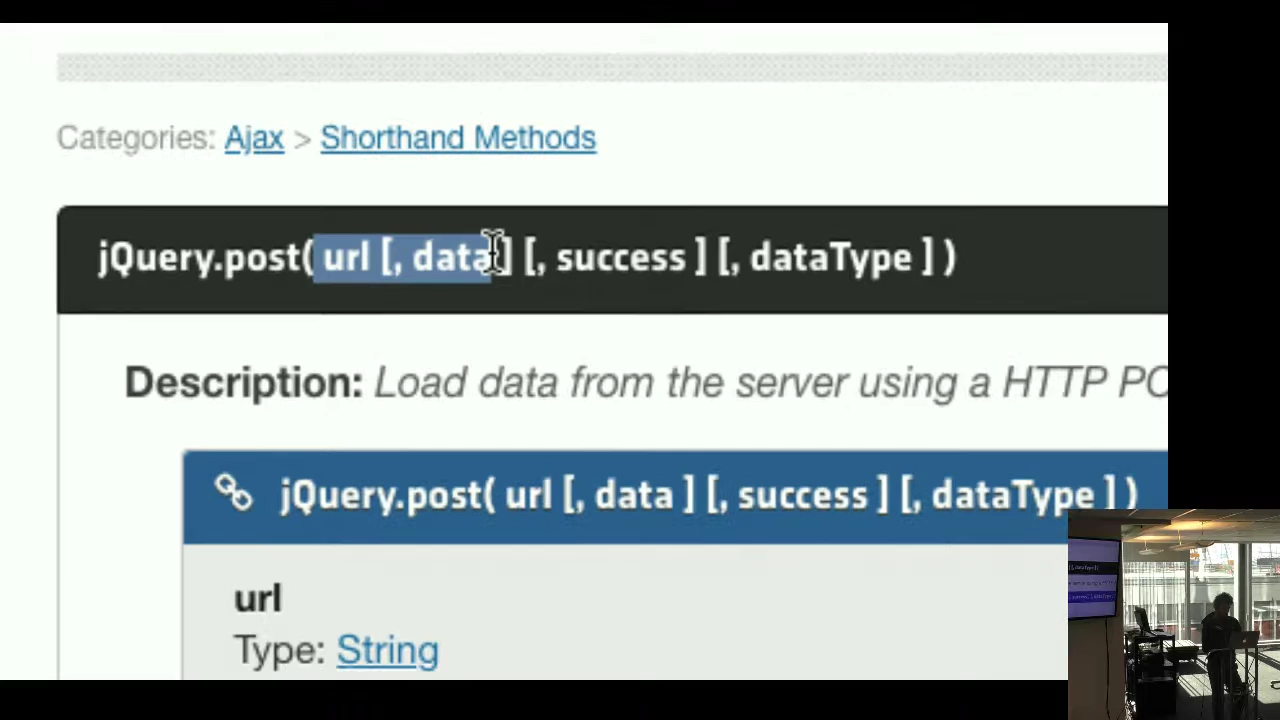 Categories: Ajax > Shorthand Methods
jQuery.post( url [, data ] [, success ] [, dataType ] )
Description: Load data from the server using a HTTP PO
jQuery.post( url [, data ] [, success ] [, dataType ] )
url
Type: String